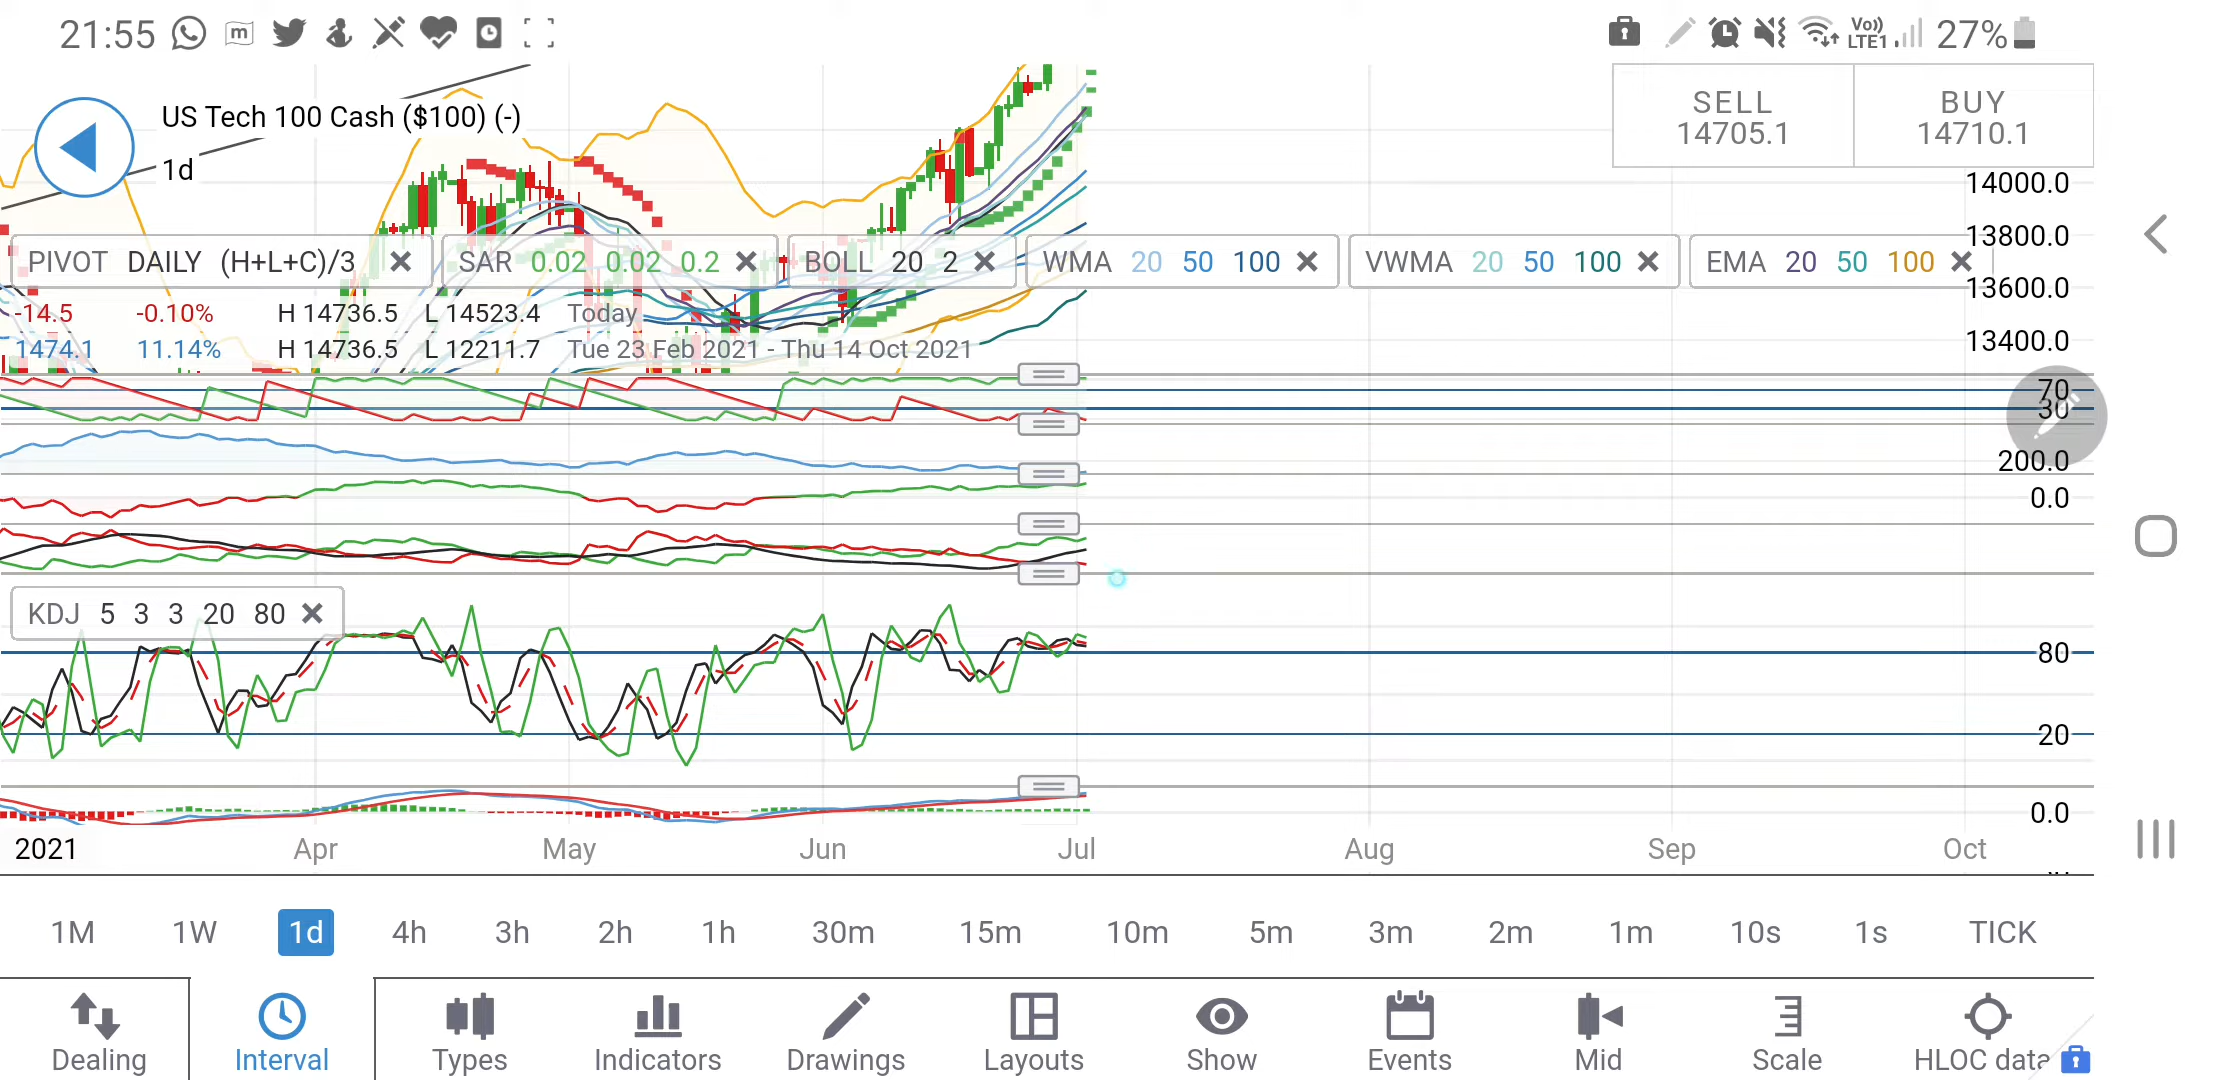 21:55
m
Vo))
LTE1
27%
US Tech 100 Cash ($100) (-)
1d
SELL
14705.1
BUY
14710.1
14000.0
13800.0
13600.0
13400.0
PIVOT DAILY (H+L+C)/3
SAR 0.02 0.02 0.2
BOLL 20 2
WMA 20 50 100
VWMA 20 50 100
EMA 20 50 100
-14.5 -0.10% H 14736.5 L 14523.4 Today
1474.1 11.14% H 14736.5 L 12211.7 Tue 23 Feb 2021 - Thu 14 Oct 2021
70
30
200.0
0.0
KDJ 5 3 3 20 80
80
20
0.0
2021 Apr May Jun Jul Aug Sep Oct
1M 1W 1d 4h 3h 2h 1h 30m 15m 10m 5m 3m 2m 1m 10s 1s TICK
Dealing Interval Types Indicators Drawings Layouts Show Events Mid Scale HLOC data